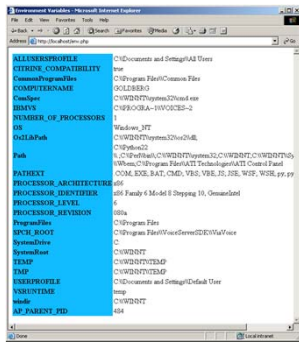 Environment Variables - Microsoft Internet Explorer
File Edit View Favorites Tools Help
Back Search Favorites Media
Address http://localhost/env.php Go
ALLUSERSPROFILE C:\\Documents and Settings\\All Users
CITRINE_COMPATIBILITY true
CommonProgramFiles C:\\Program Files\\Common Files
COMPUTERNAME GOLDBERG
ComSpec C:\\WINNT\\system32\\cmd.exe
IBMVS C:\\PROGRA~1\\VOICES~2
NUMBER_OF_PROCESSORS 1
OS Windows_NT
Os2LibPath C:\\WINNT\\system32\\os2\\dll;
C:\\Python22
Path
PATHEXT .COM;.EXE;.BAT;.CMD;.VBS;.VBE;.JS;.JSE;.WSF;.WSH;.py;.py
PROCESSOR_ARCHITECTURE x86
PROCESSOR_IDENTIFIER x86 Family 6 Model 8 Stepping 10, GenuineIntel
PROCESSOR_LEVEL 6
PROCESSOR_REVISION 080a
ProgramFiles C:\\Program Files
SPCH_ROOT C:\\Program Files\\VoiceServerSDK\\ViaVoice
SystemDrive C:
SystemRoot C:\\WINNT
TEMP C:\\WINNT\\TEMP
TMP C:\\WINNT\\TEMP
USERPROFILE C:\\Documents and Settings\\Default User
VSRUNTIME temp
windir C:\\WINNT
AP_PARENT_PID 484
Done Local intranet